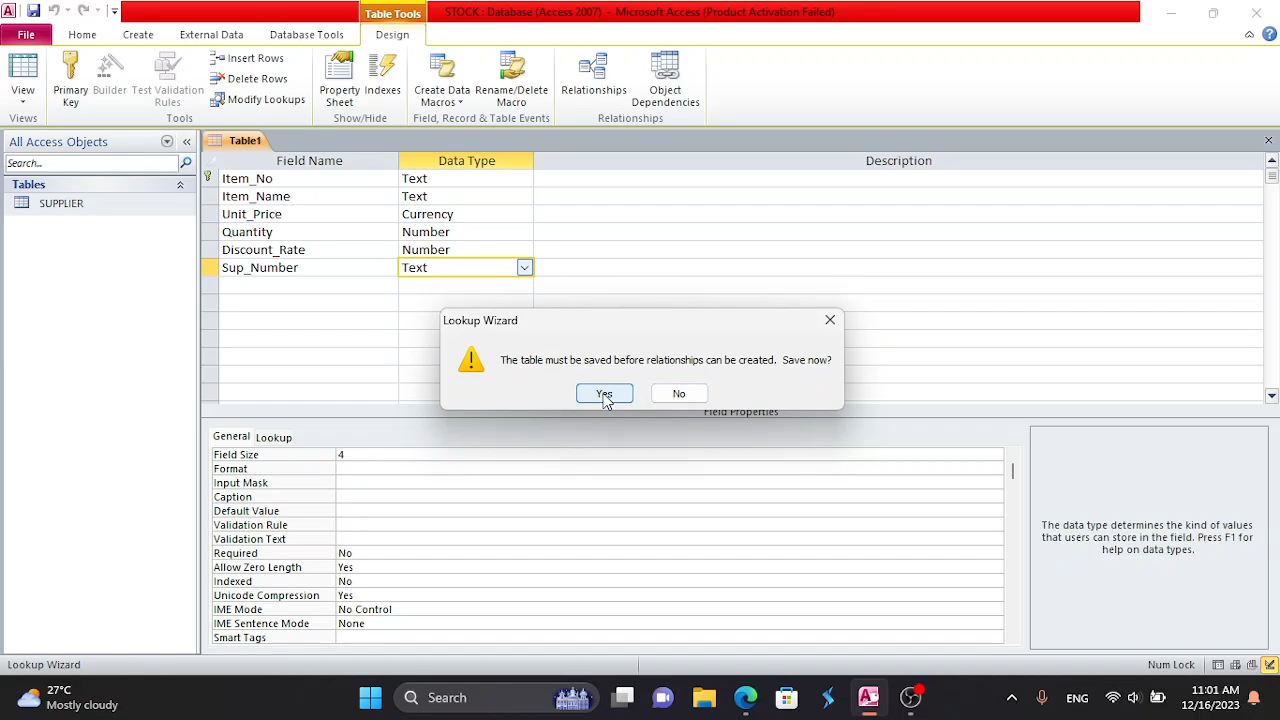 Table Tools
STOCK : Database (Access 2007) - Microsoft Access (Product Activation Failed)
File Home Create External Data Database Tools Design
View
Primary Key
Builder
Test Validation Rules
Insert Rows
Delete Rows
Modify Lookups
Property Sheet
Indexes
Create Data Macros
Rename/Delete Macro
Relationships
Object Dependencies
Views Tools Show/Hide Field, Record & Table Events Relationships
All Access Objects
Table1
Search...
Field Name Data Type Description
Tables
SUPPLIER
Item_No Text
Item_Name Text
Unit_Price Currency
Quantity Number
Discount_Rate Number
Sup_Number Text
Lookup Wizard
The table must be saved before relationships can be created. Save now?
Yes No
Field Properties
General Lookup
Field Size 4
Format
Input Mask
Caption
Default Value
Validation Rule
Validation Text
Required No
Allow Zero Length Yes
Indexed No
Unicode Compression Yes
IME Mode No Control
IME Sentence Mode None
Smart Tags
The data type determines the kind of values
that users can store in the field. Press F1 for
help on data types.
Lookup Wizard Num Lock
27°C
Mostly cloudy
Search
ENG
11:01 AM
12/16/2023